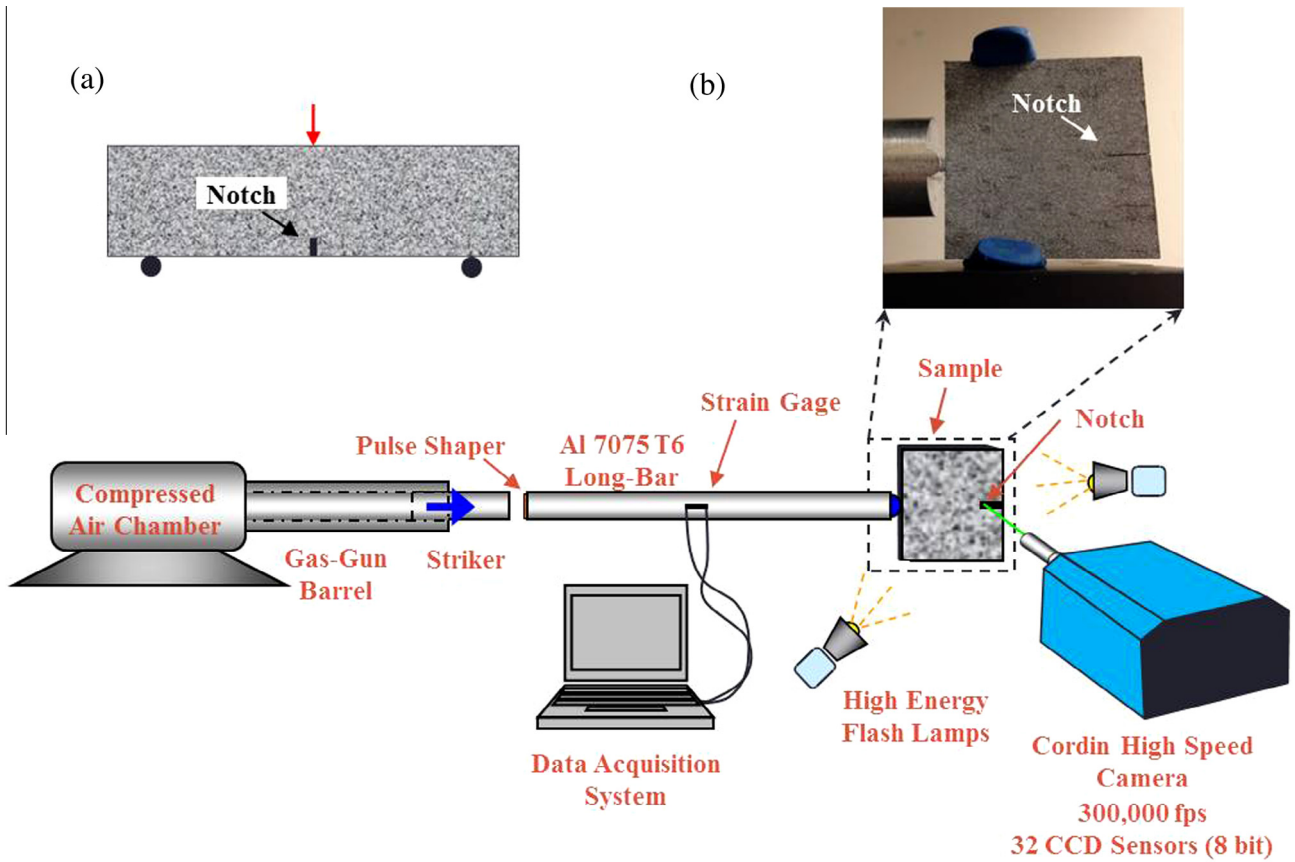 (a)
(b)
Notch
Notch
Sample
Strain Gage
Notch
Pulse Shaper
Al 7075 T6
Long-Bar
Compressed
Air Chamber
Gas-Gun
Barrel
Striker
High Energy
Flash Lamps
Data Acquisition
System
Cordin High Speed
Camera
300,000 fps
32 CCD Sensors (8 bit)